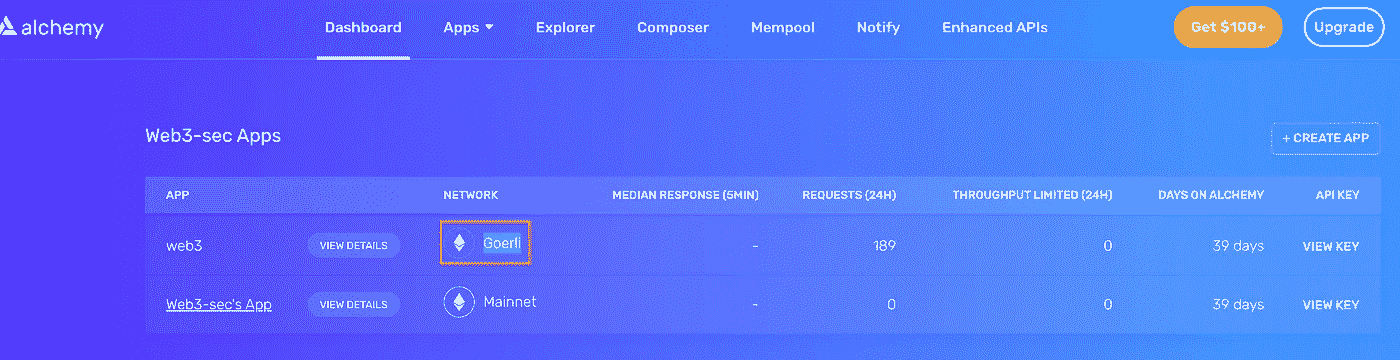 alchemy Dashboard Apps Explorer Composer Mempool Notify Enhanced APIs Get $100+ Upgrade
Web3-sec Apps + CREATE APP
APP NETWORK MEDIAN RESPONSE (5MIN) REQUESTS (24H) THROUGHPUT LIMITED (24H) DAYS ON ALCHEMY API KEY
web3 VIEW DETAILS Goerli - 189 0 39 days VIEW KEY
Web3-sec's App VIEW DETAILS Mainnet - 0 0 39 days VIEW KEY